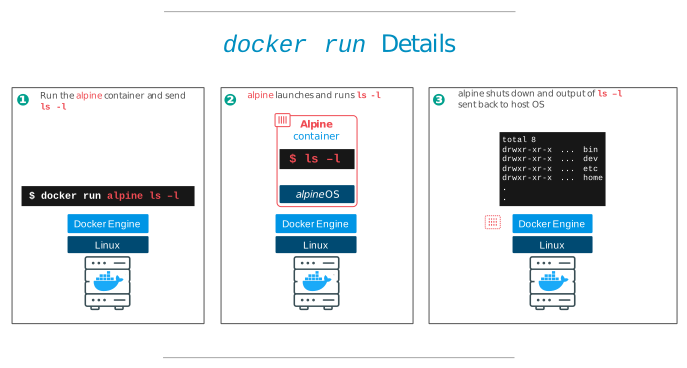 docker run Details
1 Run the alpine container and send
ls -l
$ docker run alpine ls -l
Docker Engine
Linux
2 alpine launches and runs ls -l
Alpine
container
$ ls -l
alpineOS
Docker Engine
Linux
3 alpine shuts down and output of ls -l
sent back to host OS
total 8
drwxr-xr-x ... bin
drwxr-xr-x ... dev
drwxr-xr-x ... etc
drwxr-xr-x ... home
.
.
Docker Engine
Linux